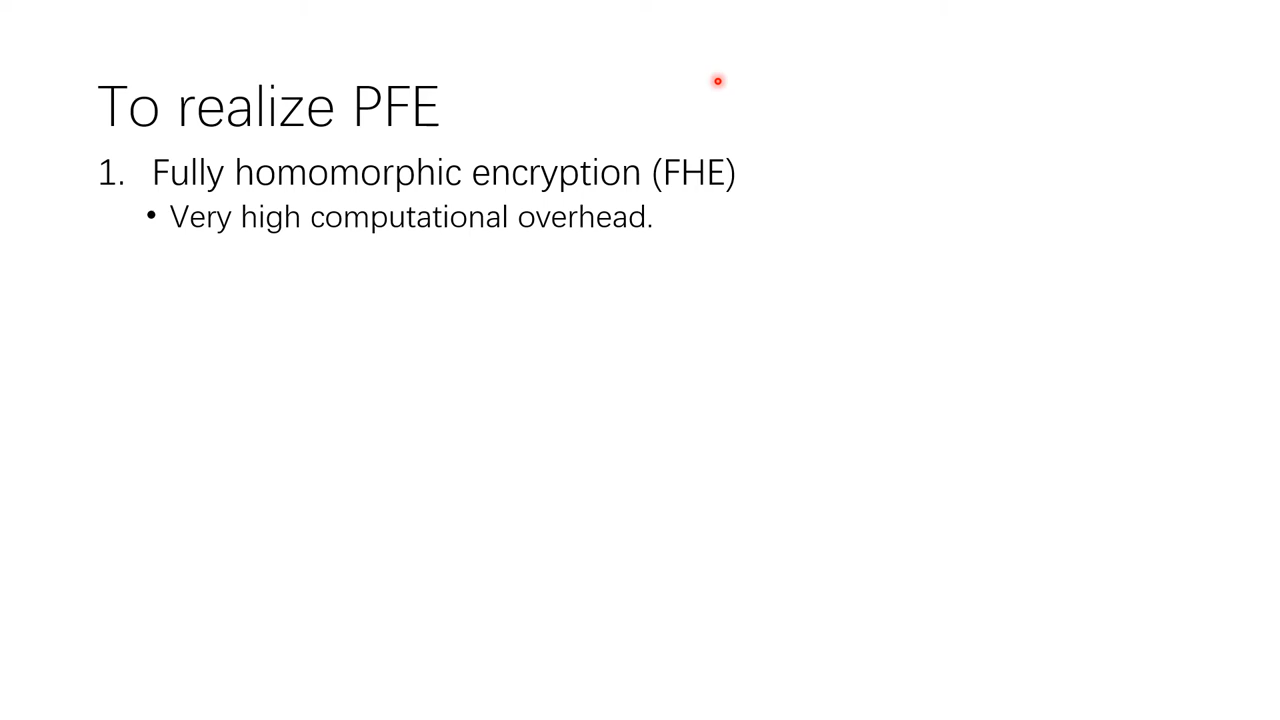 To realize PFE
1. Fully homomorphic encryption (FHE)
• Very high computational overhead.